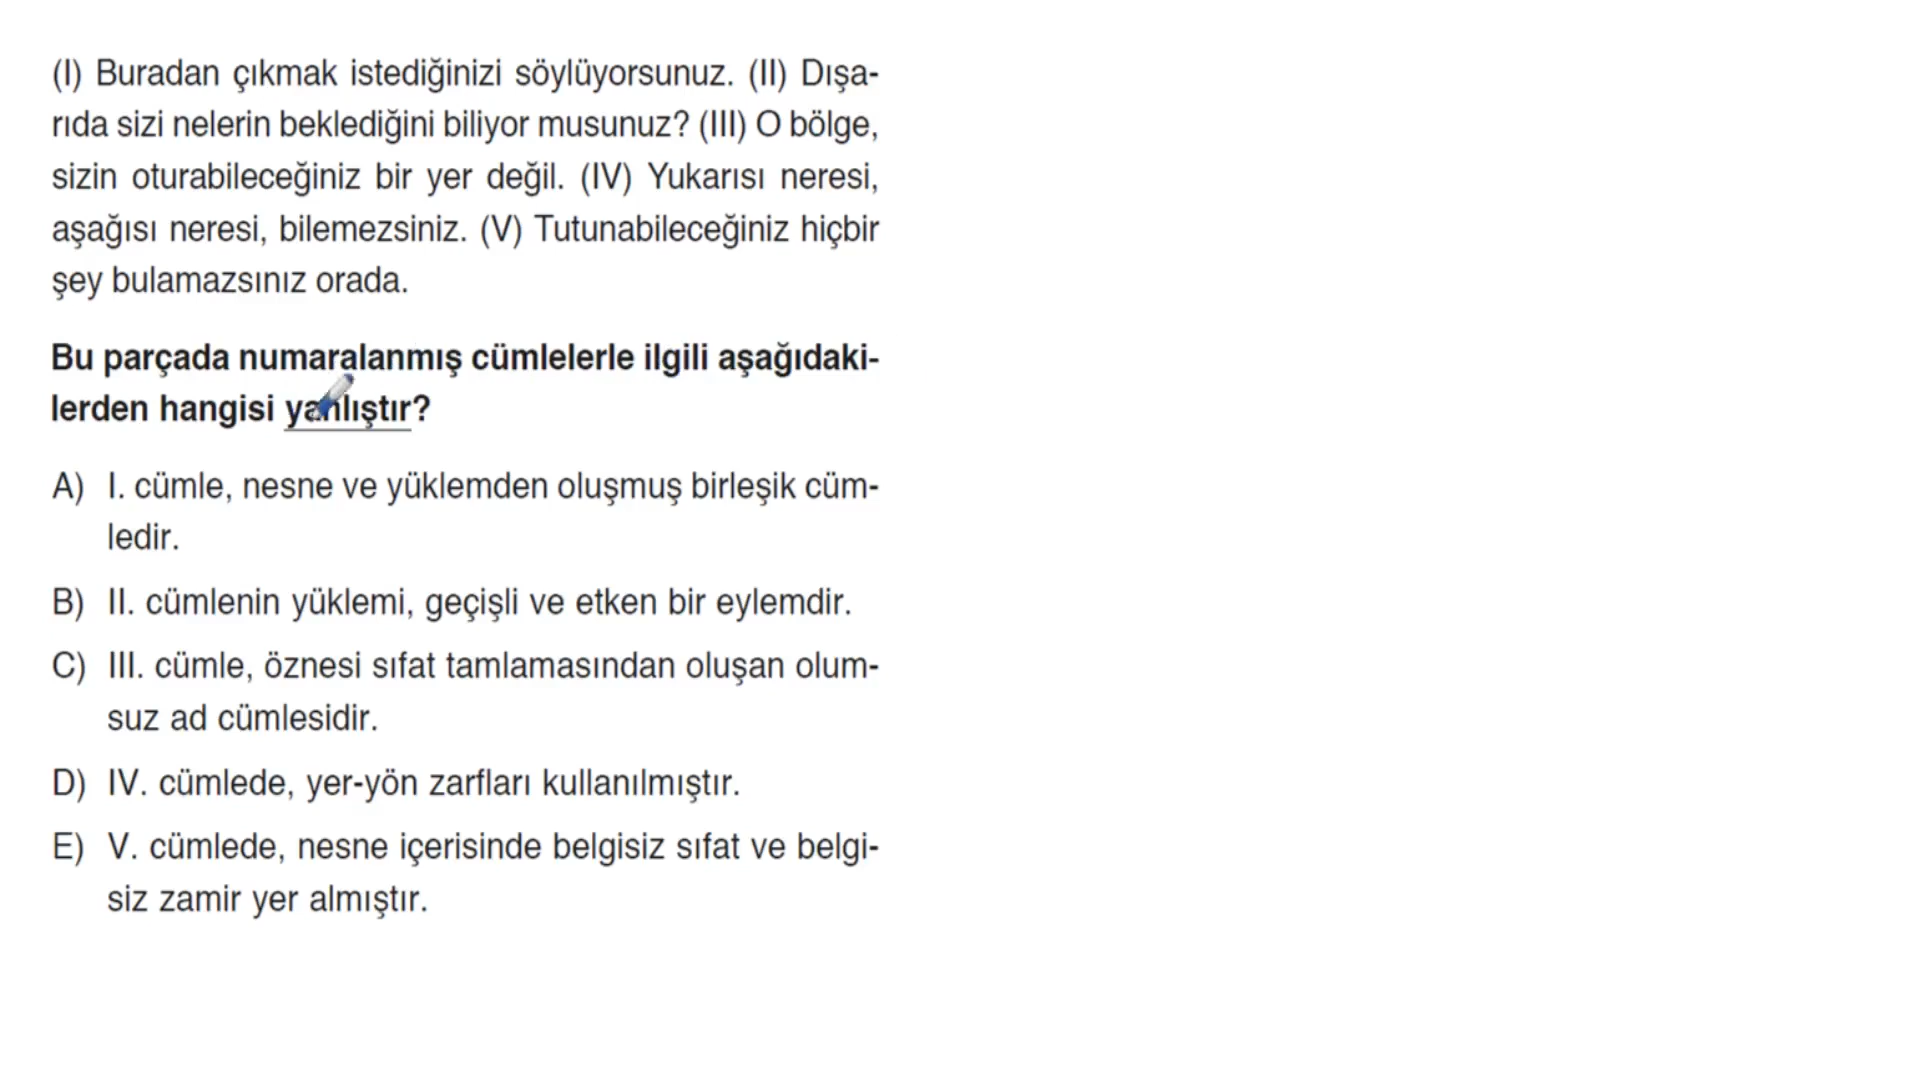 (I) Buradan çıkmak istediğinizi söylüyorsunuz. (II) Dışa-
rıda sizi nelerin beklediğini biliyor musunuz? (III) O bölge,
sizin oturabileceğiniz bir yer değil. (IV) Yukarısı neresi,
aşağısı neresi, bilemezsiniz. (V) Tutunabileceğiniz hiçbir
şey bulamazsınız orada.
Bu parçada numaralanmış cümlelerle ilgili aşağıdaki-
lerden hangisi yanlıştır?
A) I. cümle, nesne ve yüklemden oluşmuş birleşik cüm-
ledir.
B) II. cümlenin yüklemi, geçişli ve etken bir eylemdir.
C) III. cümle, öznesi sıfat tamlamasından oluşan olum-
suz ad cümlesidir.
D) IV. cümlede, yer-yön zarfları kullanılmıştır.
E) V. cümlede, nesne içerisinde belgisiz sıfat ve belgi-
siz zamir yer almıştır.